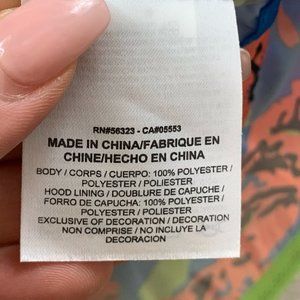 RN#56323 - CA#05553
MADE IN CHINA/FABRIQUE EN
CHINE/HECHO EN CHINA
BODY / CORPS / CUERPO: 100% POLYESTER /
POLYESTER / POLIESTER
HOOD LINING / DOUBLURE DE CAPUCHE /
FORRO DE CAPUCHA: 100% POLYESTER /
POLYESTER / POLIESTER
EXCLUSIVE OF DECORATION / DECORATION
NON COMPRISE / NO INCLUYE LA
DECORACION